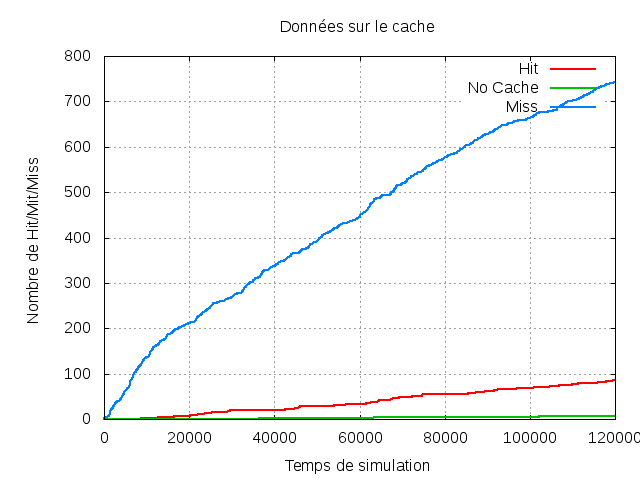 Données sur le cache
800
700
600
500
400
300
200
100
0
Nombre de Hit/Mit/Miss
Hit
No Cache
Miss
0 20000 40000 60000 80000 100000 120000
Temps de simulation